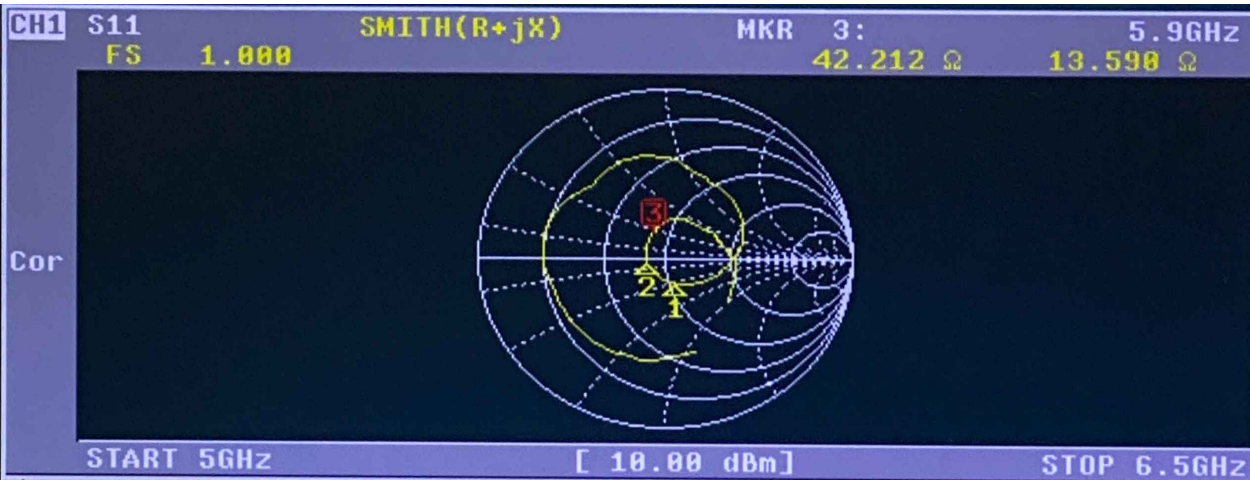 CH1 S11 SMITH(R+jX) MKR 3: 5.9GHz
FS 1.000 42.212 Ω 13.590 Ω
3
Cor
2
1
START 5GHz [ 10.00 dBm] STOP 6.5GHz